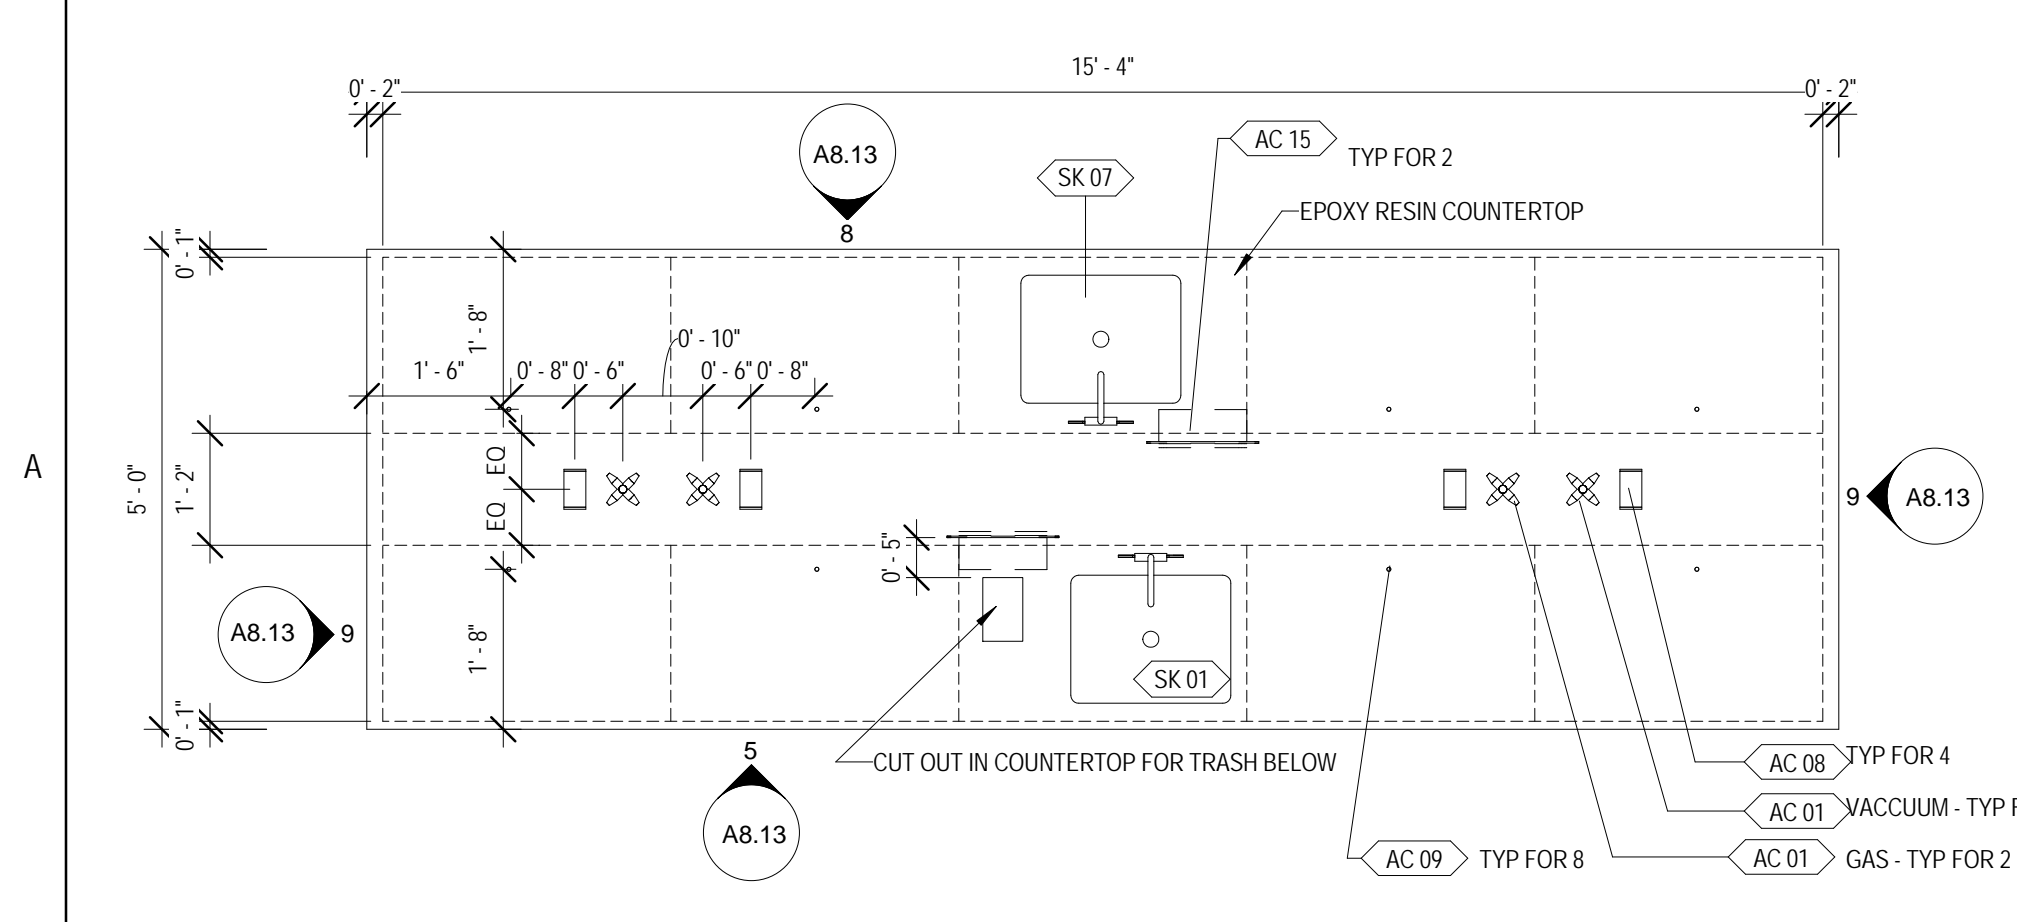 15' - 4"
0' - 2"
0' - 2"
A8.13
8
SK 07
AC 15
TYP FOR 2
EPOXY RESIN COUNTERTOP
0' - 1"
1' - 8"
0' - 10"
1' - 6"
0' - 8"
0' - 6"
0' - 6"
0' - 8"
A
5' - 0"
1' - 2"
EQ
EQ
9
A8.13
0' - 5"
A8.13
9
1' - 8"
SK 01
0' - 1"
5
A8.13
CUT OUT IN COUNTERTOP FOR TRASH BELOW
AC 08
TYP FOR 4
AC 01
VACCUUM - TYP
AC 09
TYP FOR 8
AC 01
GAS - TYP FOR 2